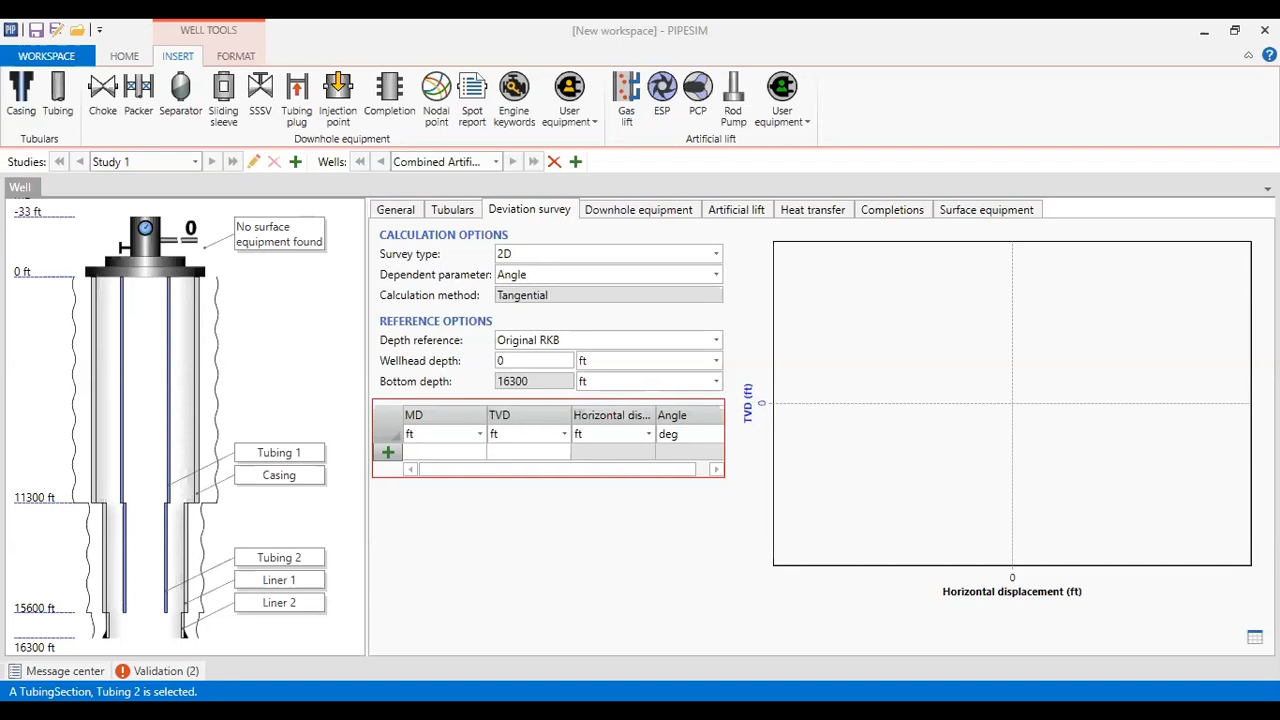 PIP
[New workspace] - PIPESIM
WELL TOOLS
WORKSPACE HOME INSERT FORMAT
Casing
Tubing
Choke
Packer
Separator
Sliding
sleeve
SSSV
Tubing
plug
Injection
point
Completion
Nodal
point
Spot
report
Engine
keywords
User
equipment
Gas
lift
ESP
PCP
Rod
Pump
User
equipment
Tubulars
Downhole equipment
Artificial lift
Studies: Study 1 Wells: Combined Artifi...
Well
-33 ft
0
No surface
equipment found
0 ft
Tubing 1
Casing
11300 ft
Tubing 2
Liner 1
15600 ft
Liner 2
16300 ft
General Tubulars Deviation survey Downhole equipment Artificial lift Heat transfer Completions Surface equipment
CALCULATION OPTIONS
Survey type: 2D
Dependent parameter: Angle
Calculation method: Tangential
REFERENCE OPTIONS
Depth reference: Original RKB
Wellhead depth: 0 ft
Bottom depth: 16300 ft
MD TVD Horizontal dis... Angle
ft ft ft deg
TVD (ft)
0
0
Horizontal displacement (ft)
Message center Validation (2)
A TubingSection, Tubing 2 is selected.